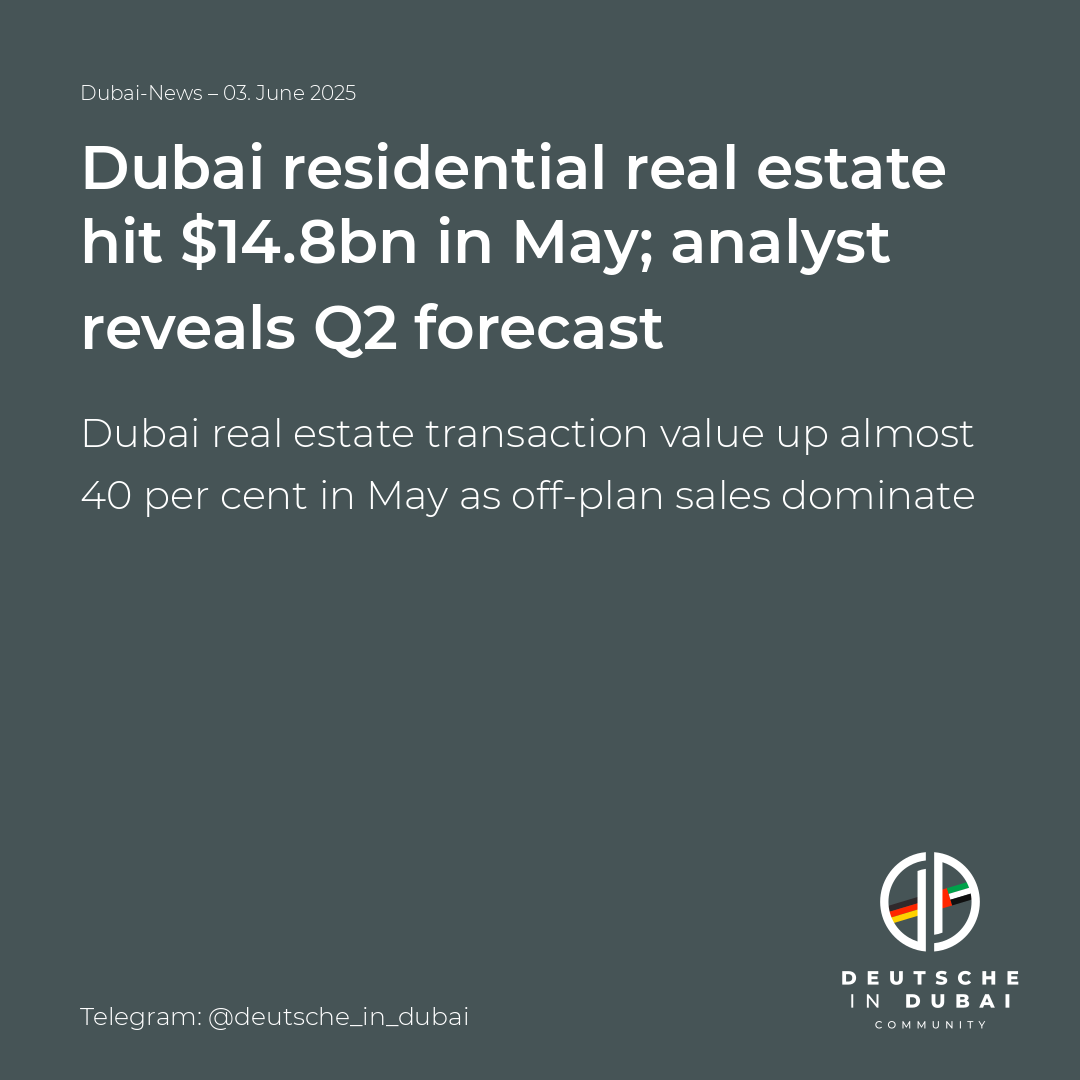 Dubai-News – 03. June 2025
Dubai residential real estate
hit $14.8bn in May; analyst
reveals Q2 forecast
Dubai real estate transaction value up almost
40 per cent in May as off-plan sales dominate
Telegram: @deutsche_in_dubai
DEUTSCHE
IN DUBAI
COMMUNITY